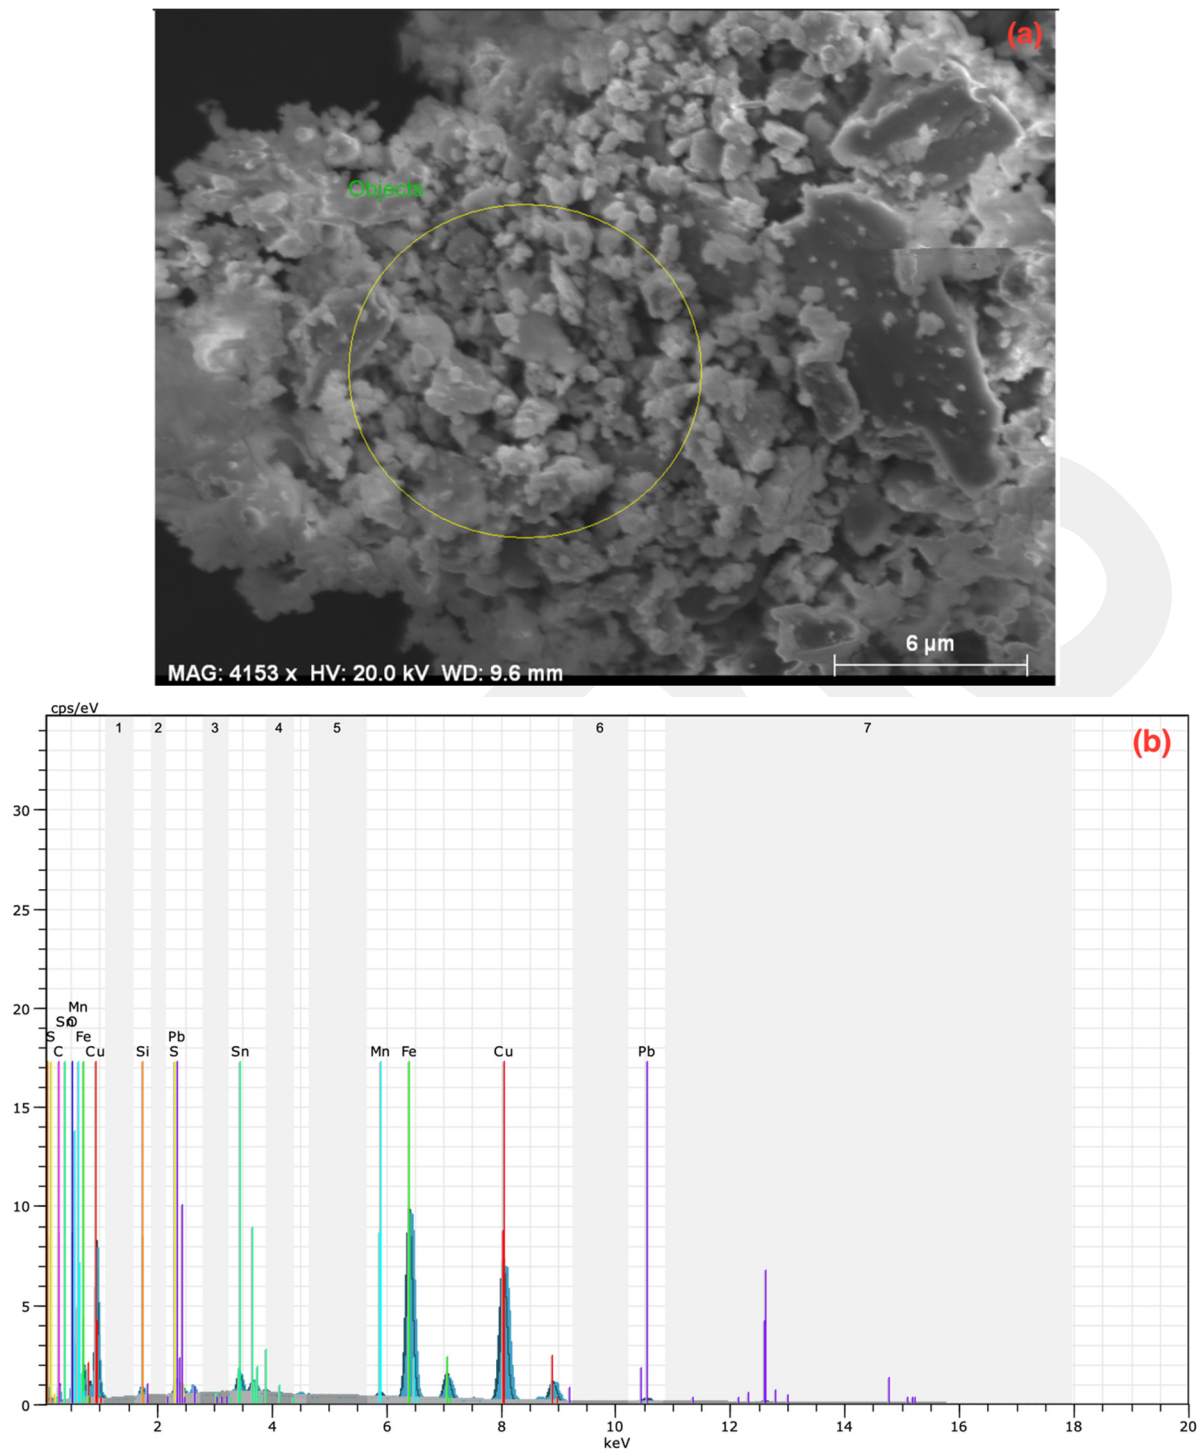 (a)
Objects
6 µm
MAG: 4153 x HV: 20.0 kV WD: 9.6 mm
cps/eV
1 2 3 4 5 6 7
(b)
30
25
20
15
10
5
0
Mn
Sn O
S Fe Pb
C Cu Si S Sn Mn Fe Cu Pb
2 4 6 8 10 12 14 16 18 20
keV